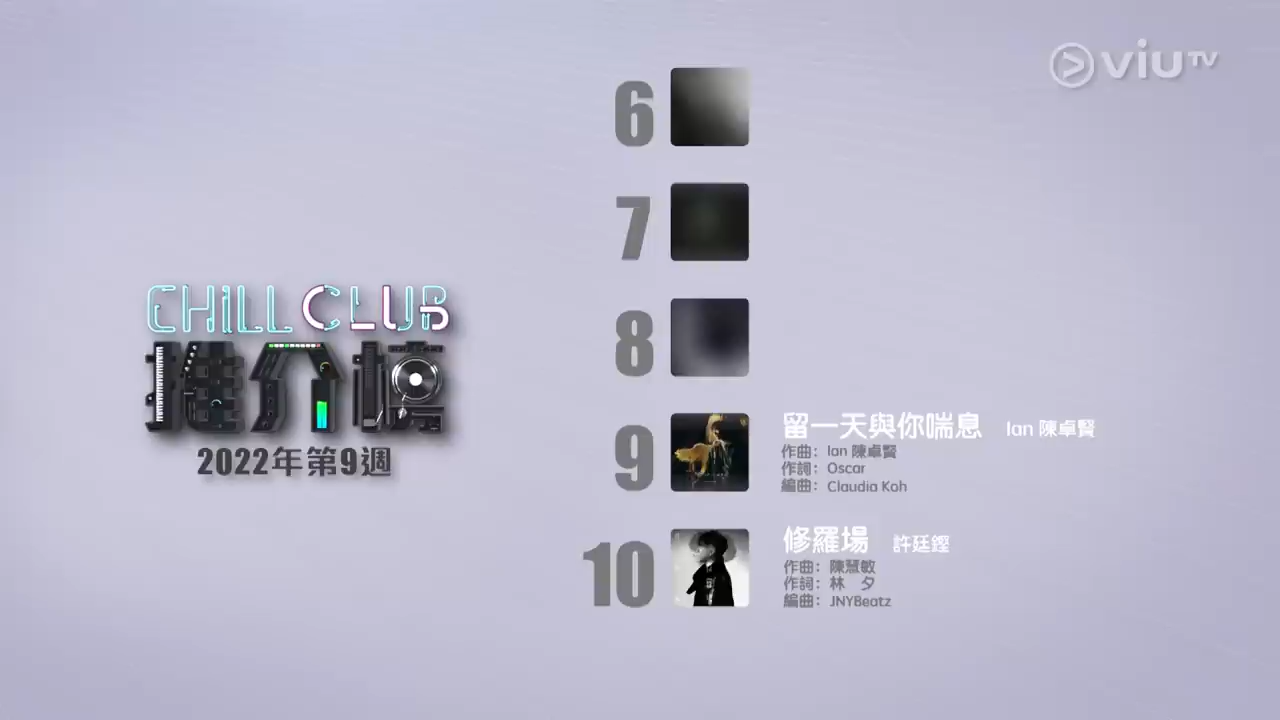 viuTV
6
7
8
CHILL CLUB
推介榜
2022年第9週
9
留一天與你喘息 Ian 陳卓賢
作曲：Ian 陳卓賢
作詞：Oscar
編曲：Claudia Koh
10
修羅場 許廷鏗
作曲：陳慧敏
作詞：林 夕
編曲：JNYBeatz